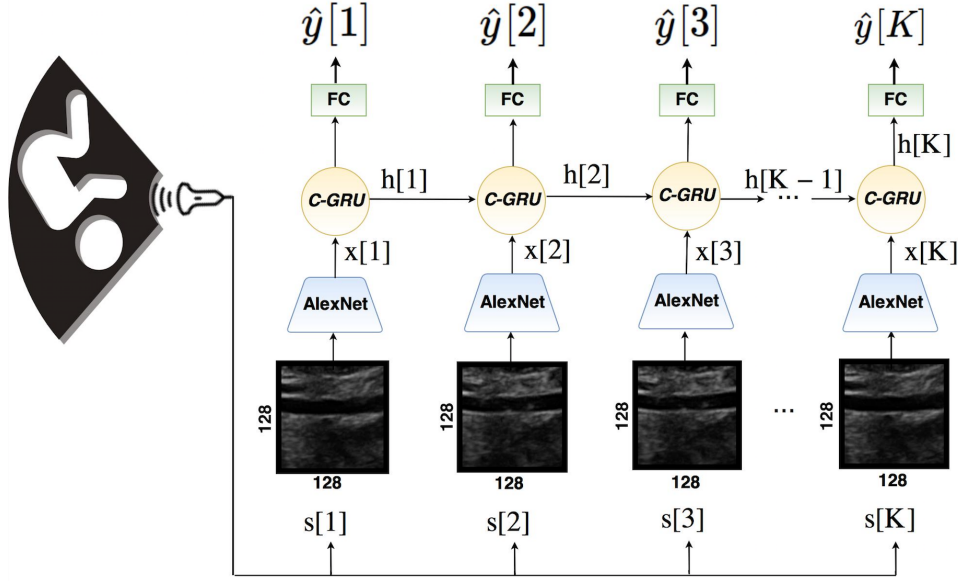 ŷ[1] ŷ[2] ŷ[3] ŷ[K]
FC FC FC FC
h[K]
h[1] h[2] h[K − 1]
C-GRU C-GRU C-GRU ... C-GRU
x[1] x[2] x[3] x[K]
AlexNet AlexNet AlexNet AlexNet
128 128 128 ... 128
128 128 128 128
s[1] s[2] s[3] s[K]